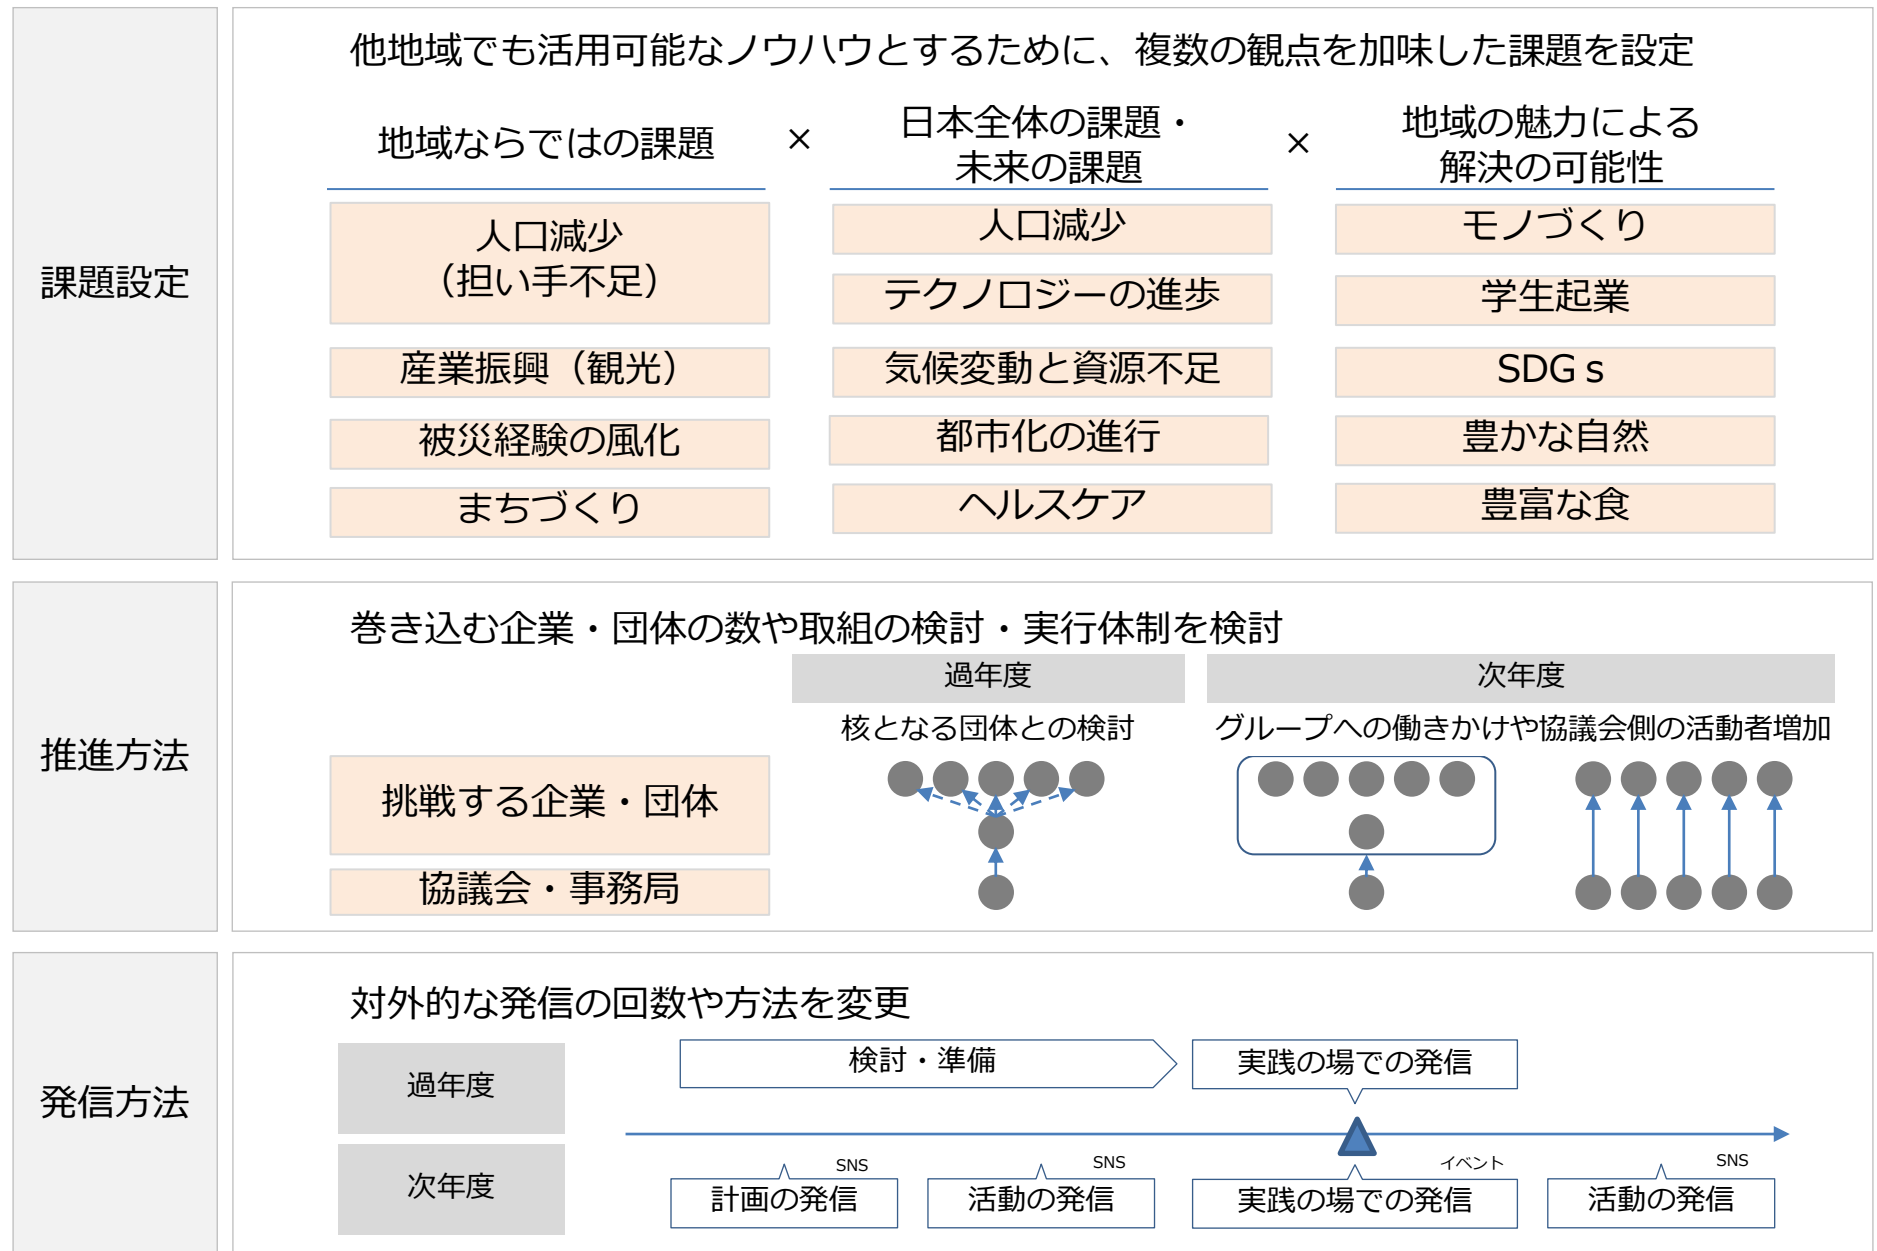 課題設定
他地域でも活用可能なノウハウとするために、複数の観点を加味した課題を設定
地域ならではの課題
×
日本全体の課題・
未来の課題
×
地域の魅力による
解決の可能性
人口減少
（担い手不足）
産業振興（観光）
被災経験の風化
まちづくり
人口減少
テクノロジーの進歩
気候変動と資源不足
都市化の進行
ヘルスケア
モノづくり
学生起業
SDGｓ
豊かな自然
豊富な食
推進方法
巻き込む企業・団体の数や取組の検討・実行体制を検討
過年度
次年度
核となる団体との検討
グループへの働きかけや協議会側の活動者増加
挑戦する企業・団体
協議会・事務局
発信方法
対外的な発信の回数や方法を変更
過年度
検討・準備
実践の場での発信
次年度
SNS
計画の発信
SNS
活動の発信
イベント
実践の場での発信
SNS
活動の発信